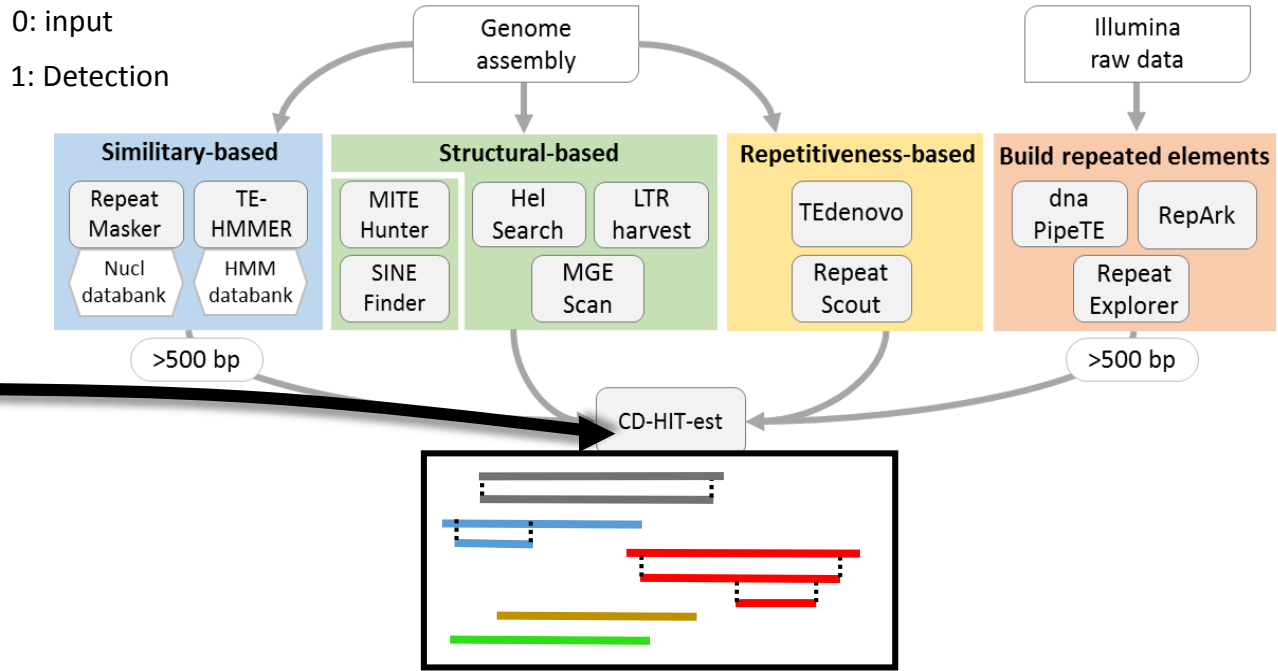 0: input
1: Detection
Genome
assembly
Illumina
raw data
Similitary-based
Repeat
Masker
TE-
HMMER
Nucl
databank
HMM
databank
Structural-based
MITE
Hunter
Hel
Search
LTR
harvest
SINE
Finder
MGE
Scan
Repetitiveness-based
TEdenovo
Repeat
Scout
Build repeated elements
dna
PipeTE
RepArk
Repeat
Explorer
>500 bp
>500 bp
CD-HIT-est